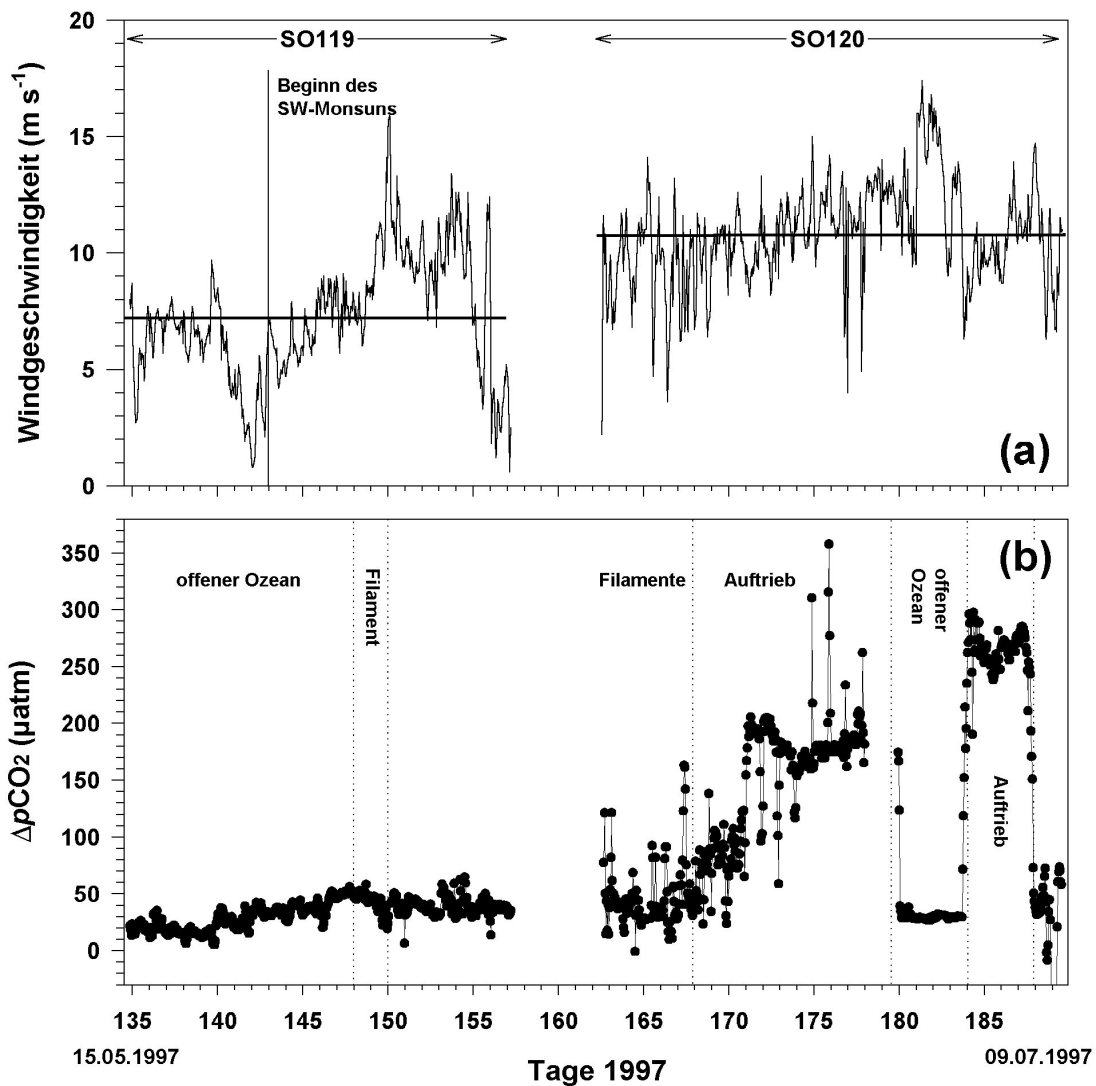 20
SO119
SO120
Beginn des
SW-Monsuns
15
10
5
0
Windgeschwindigkeit (m s⁻¹)
(a)
(b)
350
300
250
200
150
100
50
0
ΔpCO₂ (µatm)
offener Ozean
Filament
Filamente
Auftrieb
offener
Ozean
Auftrieb
135 140 145 150 155 160 165 170 175 180 185
15.05.1997
Tage 1997
09.07.1997